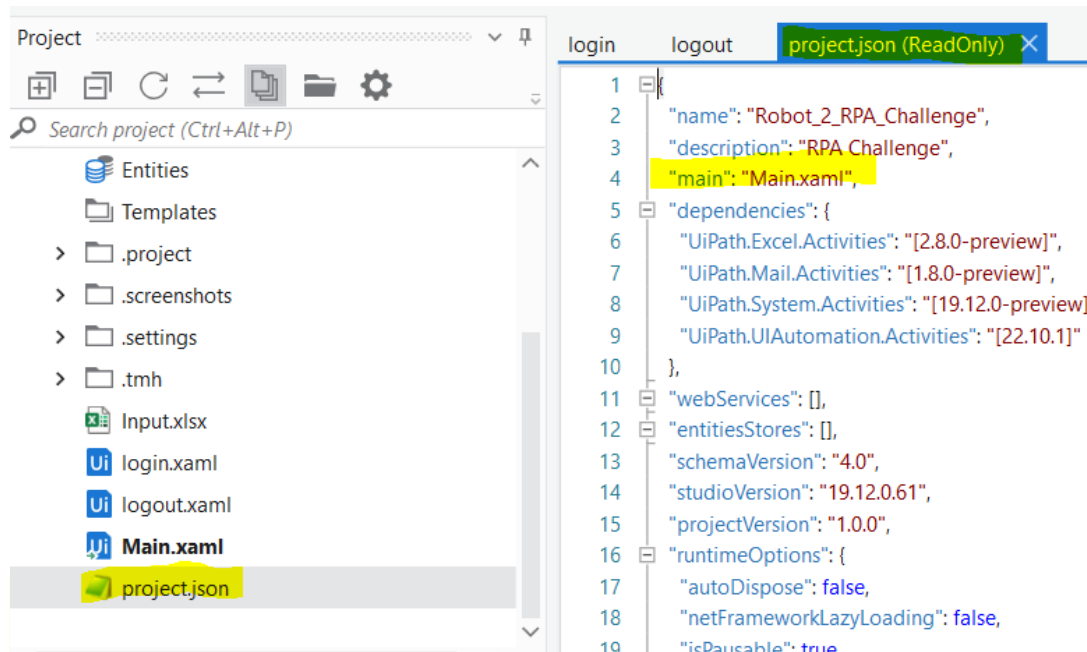 Project
Search project (Ctrl+Alt+P)
Entities
Templates
.project
.screenshots
.settings
.tmh
Input.xlsx
login.xaml
logout.xaml
Main.xaml
project.json
login logout project.json (ReadOnly)
1 {
2 "name": "Robot_2_RPA_Challenge",
3 "description": "RPA Challenge",
4 "main": "Main.xaml",
5 "dependencies": {
6 "UiPath.Excel.Activities": "[2.8.0-preview]",
7 "UiPath.Mail.Activities": "[1.8.0-preview]",
8 "UiPath.System.Activities": "[19.12.0-preview]
9 "UiPath.UIAutomation.Activities": "[22.10.1]"
10 },
11 "webServices": [],
12 "entitiesStores": [],
13 "schemaVersion": "4.0",
14 "studioVersion": "19.12.0.61",
15 "projectVersion": "1.0.0",
16 "runtimeOptions": {
17 "autoDispose": false,
18 "netFrameworkLazyLoading": false,
19 "isPausable": true